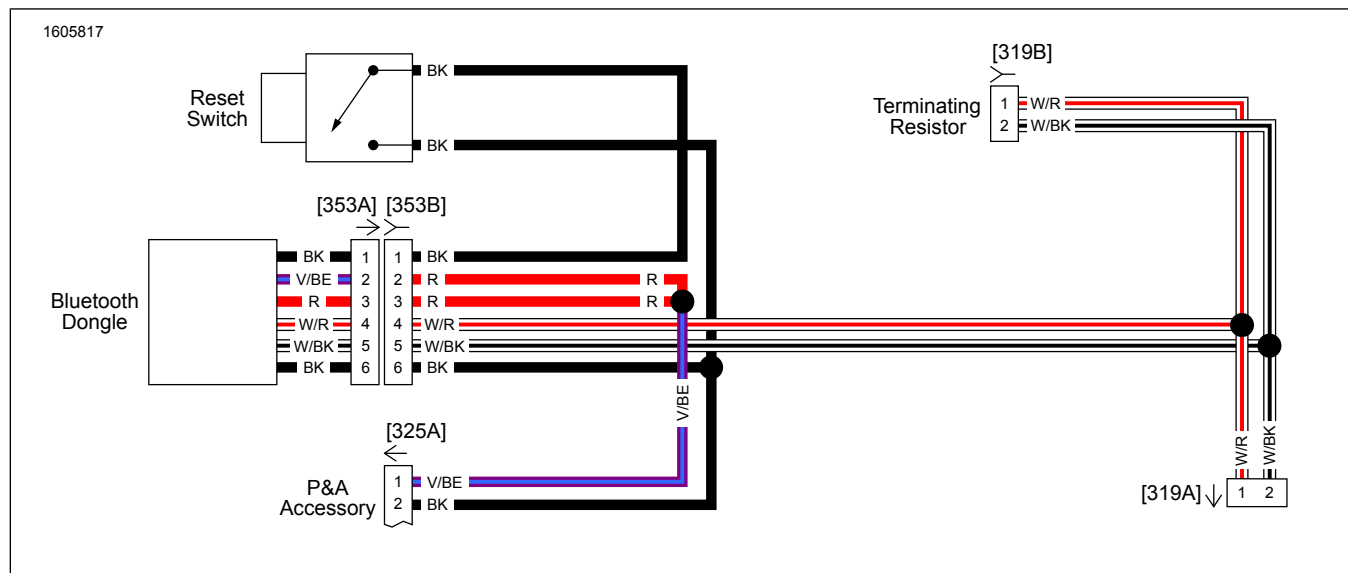 1605817
Reset
Switch
BK
BK
[319B]
Terminating
Resistor
1 W/R
2 W/BK
[353A] [353B]
Bluetooth
Dongle
BK 1 1 BK
V/BE 2 2 R R
R 3 3 R R
W/R 4 4 W/R
W/BK 5 5 W/BK
BK 6 6 BK
V/BE
W/R
W/BK
[325A]
P&A
Accessory
1 V/BE
2 BK
[319A] 1 2